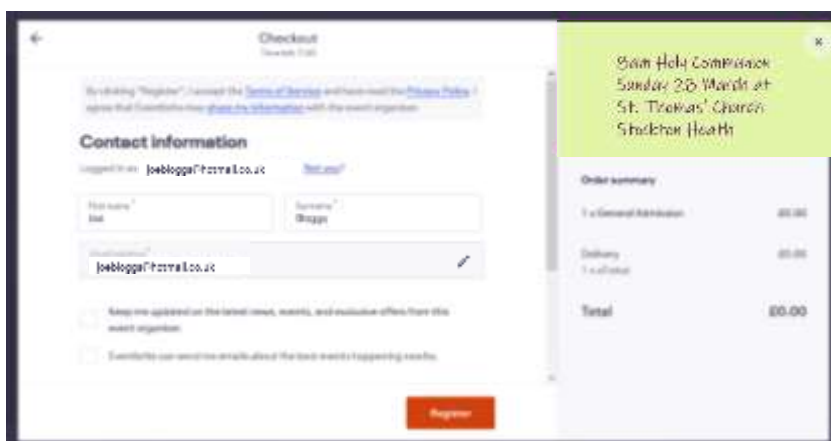 Checkout
By clicking "Register", I accept the Terms of Service and have read the Privacy Policy. I
agree that Eventbrite may share my information with the event organiser.
Contact information
Logged in as joebloggs@hotmail.co.uk Not you?
First name*
Joe
Surname*
Bloggs
joebloggs@hotmail.co.uk
Keep me updated on the latest news, events, and exclusive offers from this
event organiser.
Eventbrite can send me emails about the best events happening nearby.
Register
9am Holy Communion
Sunday 28 March at
St. Thomas' Church
Stockton Heath
Order summary
1 x General Admission £0.00
Delivery £0.00
1 x eTicket
Total £0.00